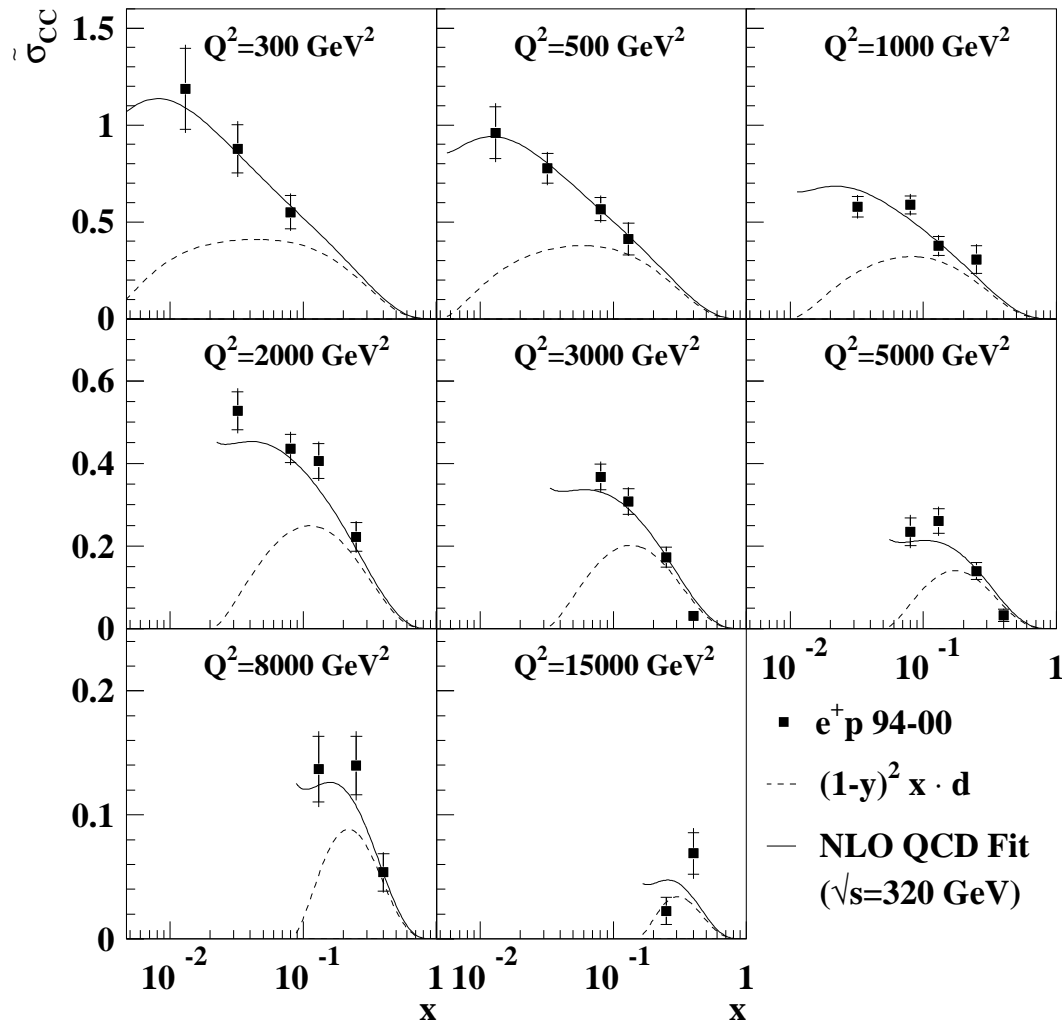 σ̃CC
1.5
1
0.5
0
Q²=300 GeV²
Q²=500 GeV²
Q²=1000 GeV²
0.6
0.4
0.2
0
Q²=2000 GeV²
Q²=3000 GeV²
Q²=5000 GeV²
10⁻² 10⁻¹ 1
0.2
0.1
0
Q²=8000 GeV²
Q²=15000 GeV²
10⁻² 10⁻¹ 1
x
10⁻² 10⁻¹ 1
x
e⁺p 94-00
(1-y)² x · d
NLO QCD Fit
(√s=320 GeV)